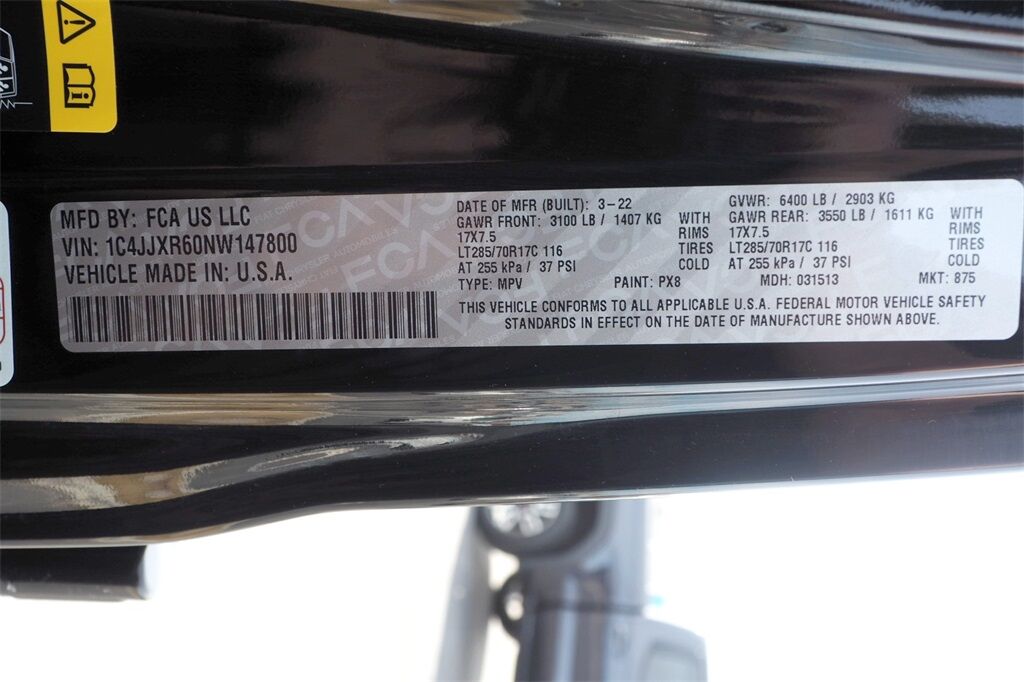 MFD BY: FCA US LLC
VIN: 1C4JJXR60NW147800
VEHICLE MADE IN: U.S.A.
DATE OF MFR (BUILT): 3-22 GVWR: 6400 LB / 2903 KG
GAWR FRONT: 3100 LB / 1407 KG WITH GAWR REAR: 3550 LB / 1611 KG WITH
17X7.5 RIMS 17X7.5 RIMS
LT285/70R17C 116 TIRES LT285/70R17C 116 TIRES
AT 255 kPa / 37 PSI COLD AT 255 kPa / 37 PSI COLD
TYPE: MPV PAINT: PX8 MDH: 031513 MKT: 875
THIS VEHICLE CONFORMS TO ALL APPLICABLE U.S.A. FEDERAL MOTOR VEHICLE SAFETY
STANDARDS IN EFFECT ON THE DATE OF MANUFACTURE SHOWN ABOVE.